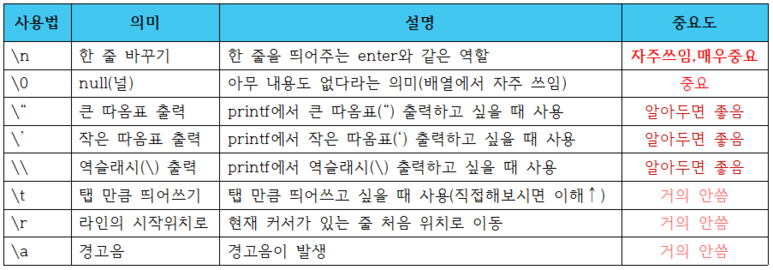 사용법 의미 설명 중요도
\n 한 줄 바꾸기 한 줄을 띄어주는 enter와 같은 역할 자주쓰임,매우중요
\0 null(널) 아무 내용도 없다라는 의미(배열에서 자주 쓰임) 중요
\“ 큰 따옴표 출력 printf에서 큰 따옴표(“) 출력하고 싶을 때 사용 알아두면 좋음
\’ 작은 따옴표 출력 printf에서 작은 따옴표(‘) 출력하고 싶을 때 사용 알아두면 좋음
\\ 역슬래시(\) 출력 printf에서 역슬래시(\) 출력하고 싶을 때 사용 알아두면 좋음
\t 탭 만큼 띄어쓰기 탭 만큼 띄어쓰고 싶을 때 사용(직접해보시면 이해↑) 거의 안씀
\r 라인의 시작위치로 현재 커서가 있는 줄 처음 위치로 이동 거의 안씀
\a 경고음 경고음이 발생 거의 안씀